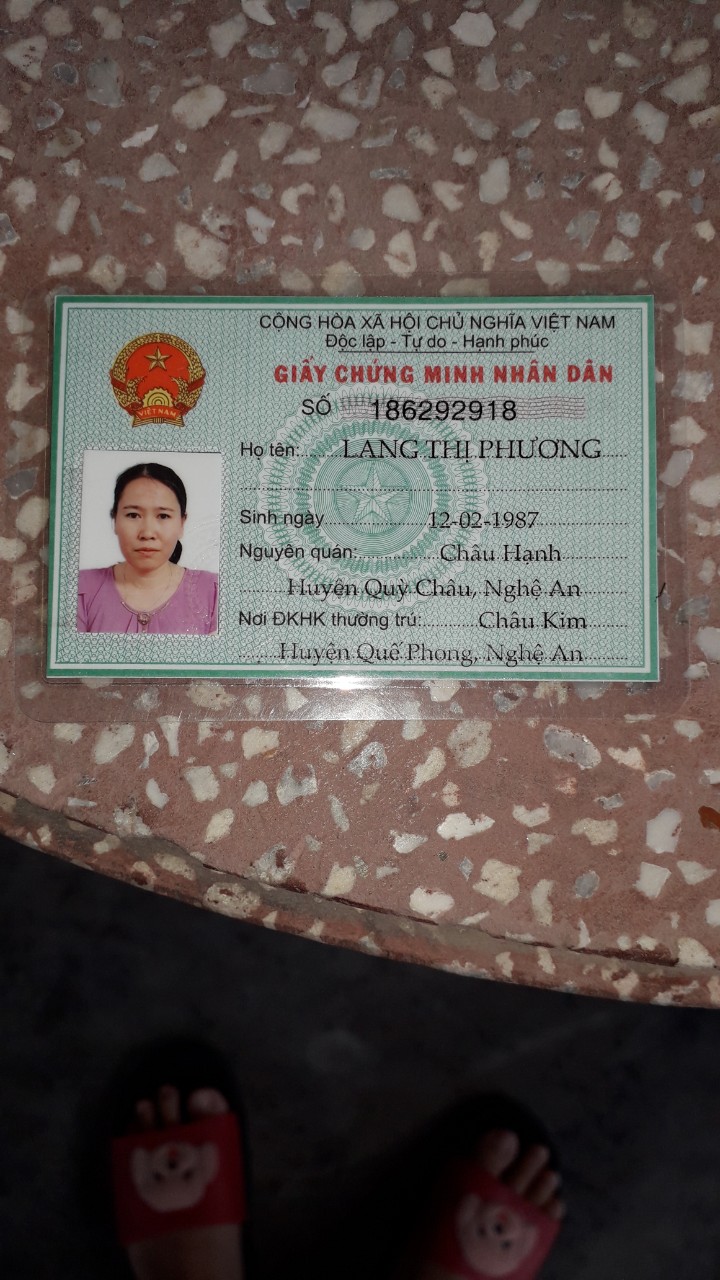 CỘNG HÒA XÃ HỘI CHỦ NGHĨA VIỆT NAM
Độc lập - Tự do - Hạnh phúc
GIẤY CHỨNG MINH NHÂN DÂN
SỐ 186292918
VIỆT NAM
Họ tên: LANG THỊ PHƯƠNG
Sinh ngày 12-02-1987
Nguyên quán: Châu Hạnh
Huyện Quỳ Châu, Nghệ An
Nơi ĐKHK thường trú: Châu Kim
Huyện Quế Phong, Nghệ An